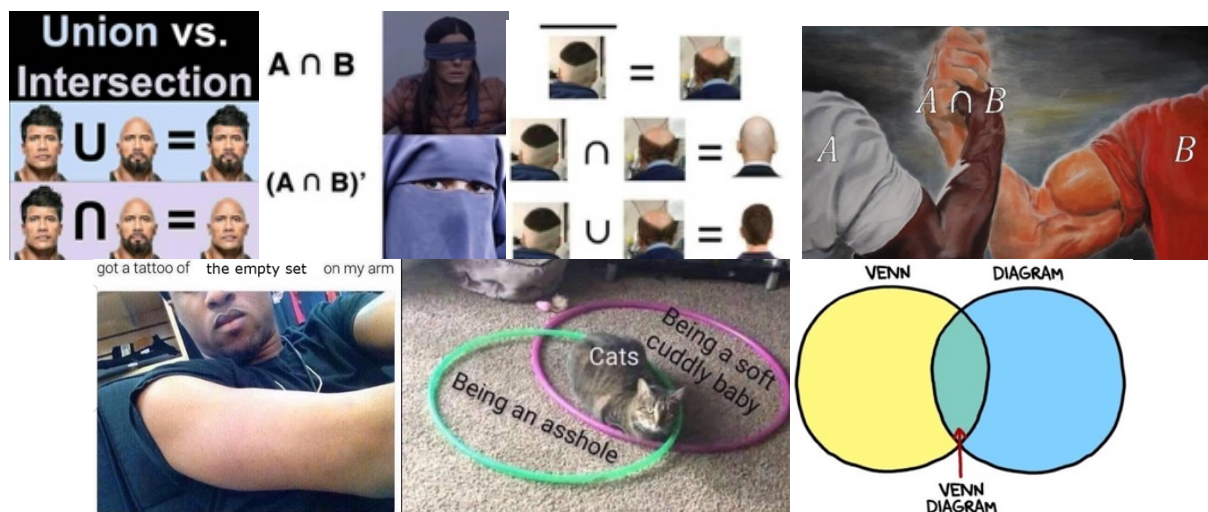 Union vs.
Intersection
∪ =
∩ =
A ∩ B
(A ∩ B)’
=
∩ =
∪ =
A ∩ B
A
B
got a tattoo of the empty set on my arm
Cats
Being a soft
cuddly baby
Being an asshole
VENN
DIAGRAM
VENN
DIAGRAM